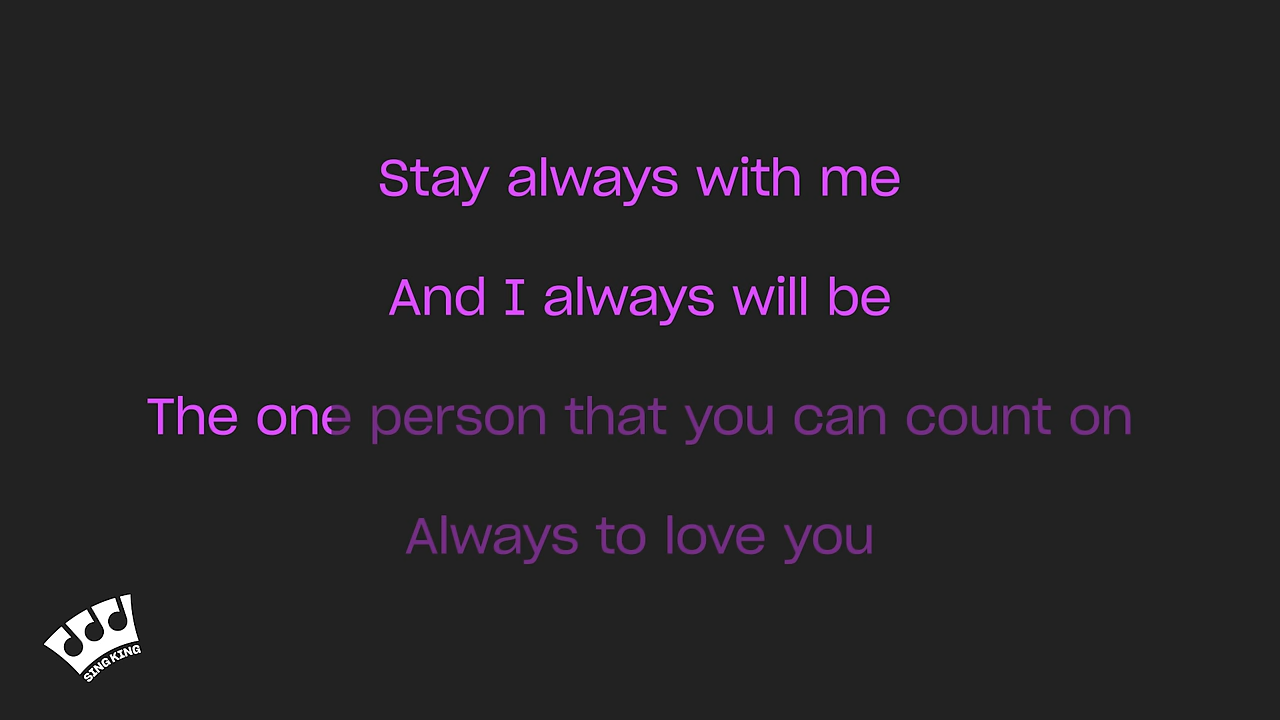 Stay always with me
And I always will be
The one person that you can count on
Always to love you
SING KING